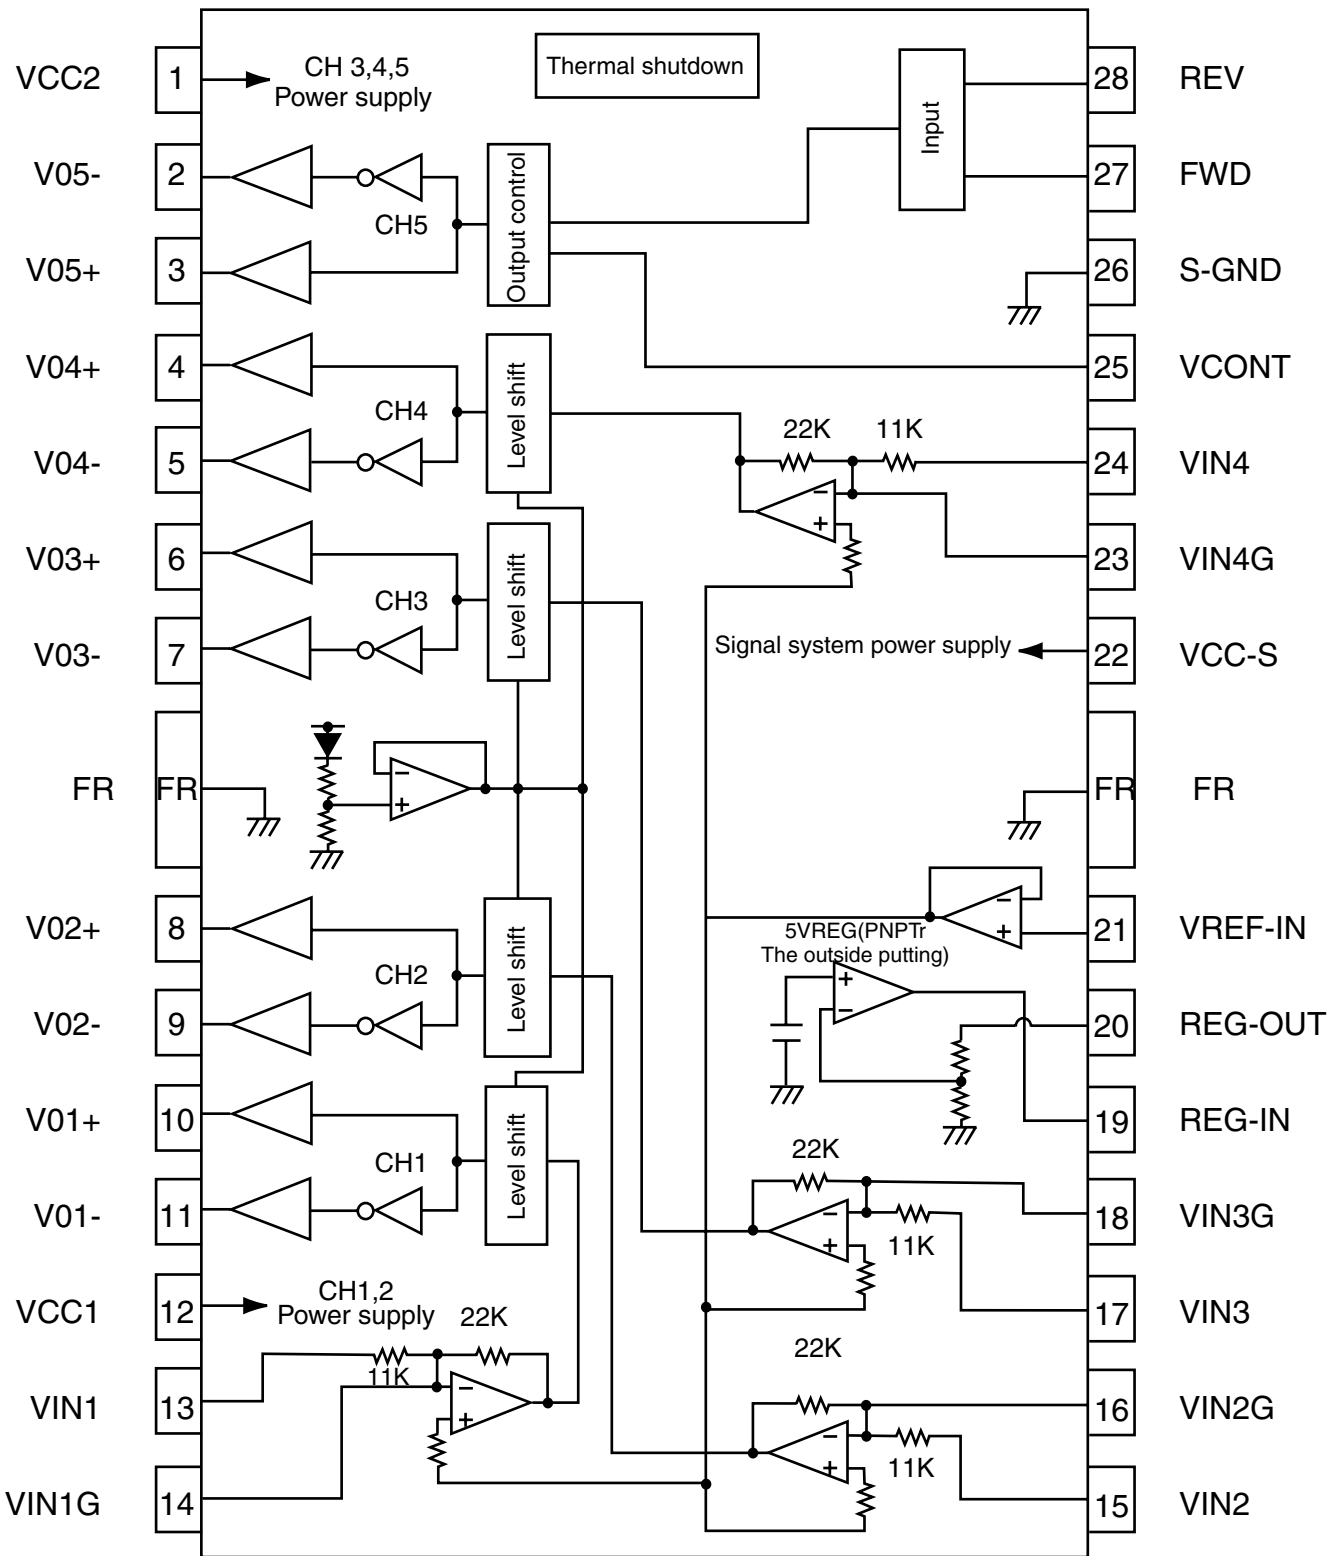 VCC2 1 CH 3,4,5
Power supply
Thermal shutdown
Input
28 REV
V05- 2
CH5
Output control
27 FWD
V05+ 3
26 S-GND
V04+ 4
CH4
Level shift
25 VCONT
22K 11K
V04- 5
24 VIN4
−
+
V03+ 6
CH3
Level shift
23 VIN4G
V03- 7
Signal system power supply
22 VCC-S
FR FR
−
+
FR FR
V02+ 8
CH2
Level shift
−
+
21 VREF-IN
5VREG(PNPTr
The outside putting)
+
−
V02- 9
20 REG-OUT
V01+ 10
CH1
Level shift
19 REG-IN
22K
V01- 11
−
+
11K
18 VIN3G
VCC1 12 CH1,2
Power supply
22K
17 VIN3
22K
11K
VIN1 13
−
+
16 VIN2G
−
+
11K
VIN1G 14
15 VIN2